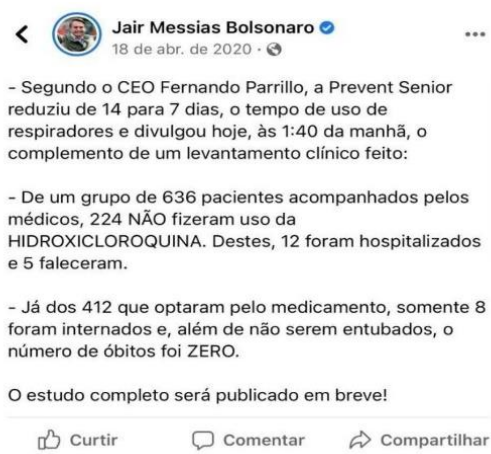 Jair Messias Bolsonaro
18 de abr. de 2020 ·
- Segundo o CEO Fernando Parrillo, a Prevent Senior
reduziu de 14 para 7 dias, o tempo de uso de
respiradores e divulgou hoje, às 1:40 da manhã, o
complemento de um levantamento clínico feito:
- De um grupo de 636 pacientes acompanhados pelos
médicos, 224 NÃO fizeram uso da
HIDROXICLOROQUINA. Destes, 12 foram hospitalizados
e 5 faleceram.
- Já dos 412 que optaram pelo medicamento, somente 8
foram internados e, além de não serem entubados, o
número de óbitos foi ZERO.
O estudo completo será publicado em breve!
Curtir Comentar Compartilhar